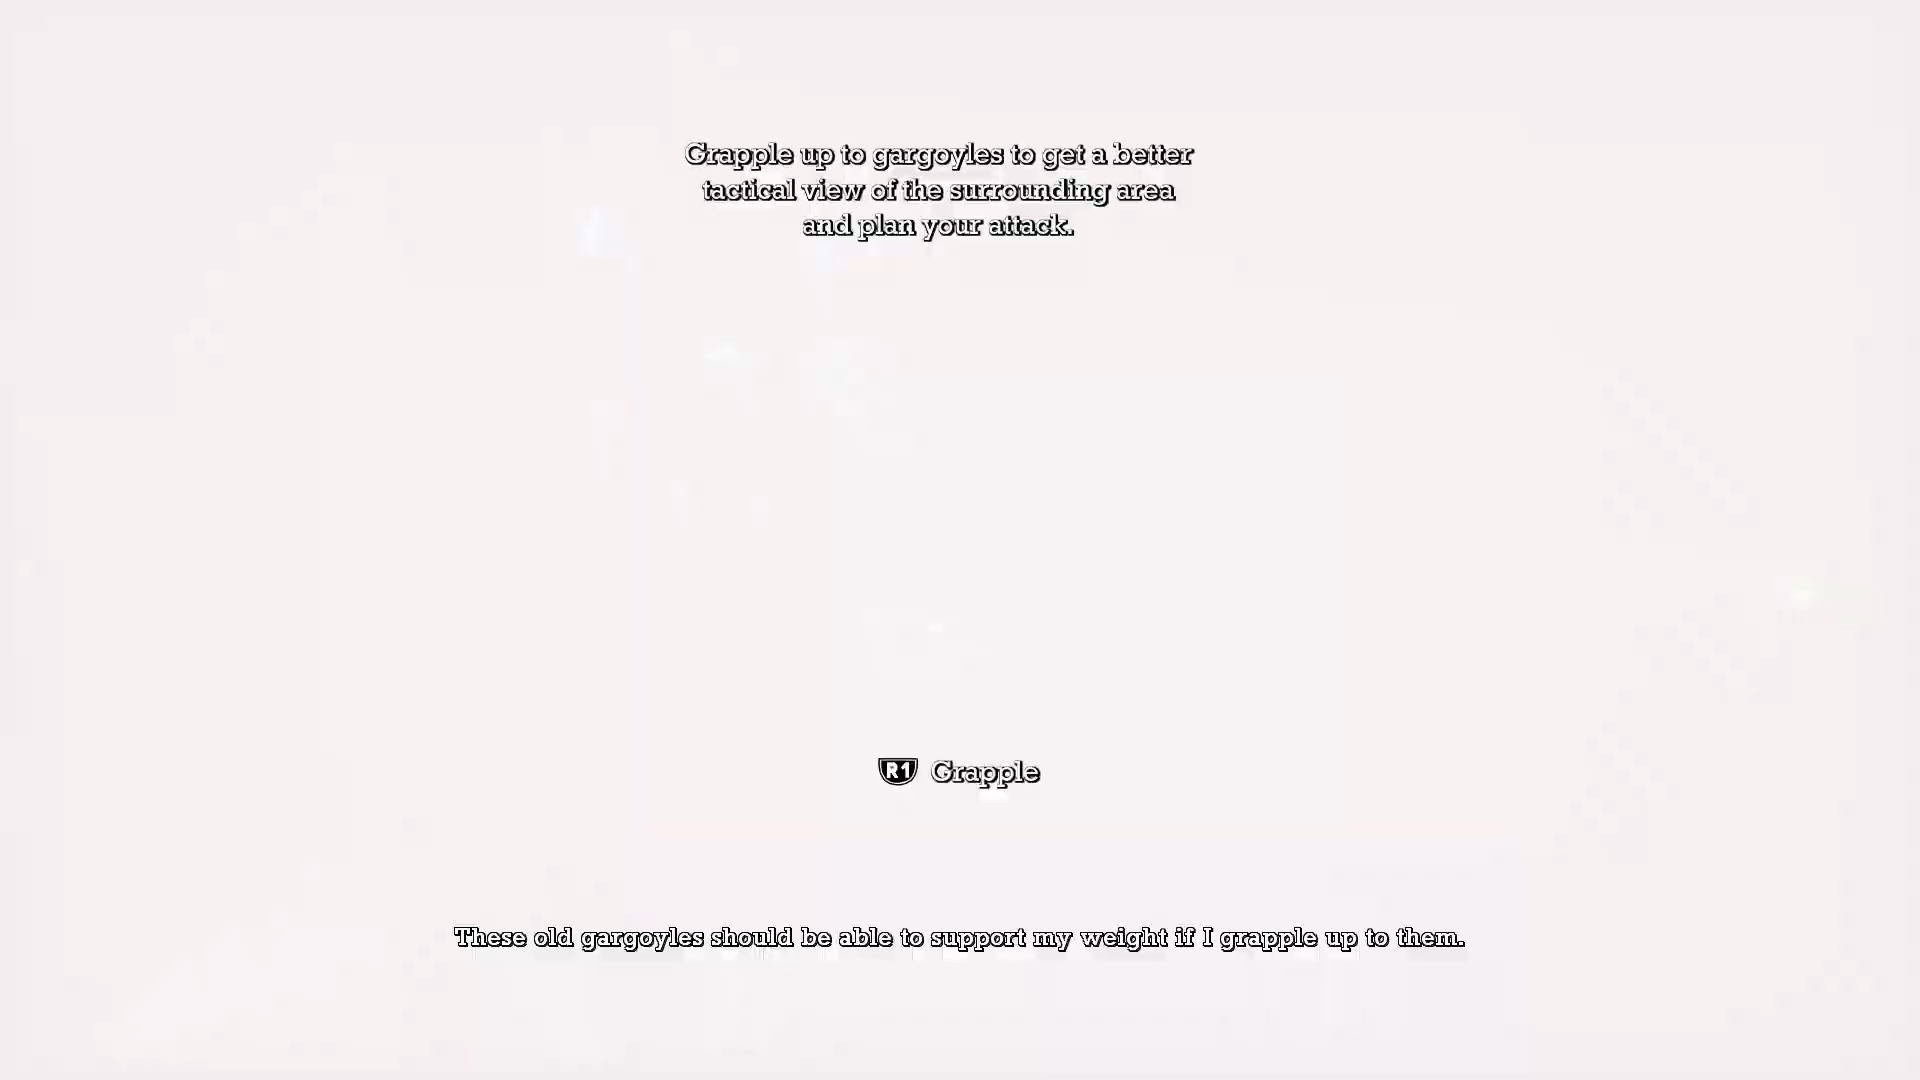 Grapple up to gargoyles to get a better
tactical view of the surrounding area
and plan your attack.
R1 Grapple
These old gargoyles should be able to support my weight if I grapple up to them.